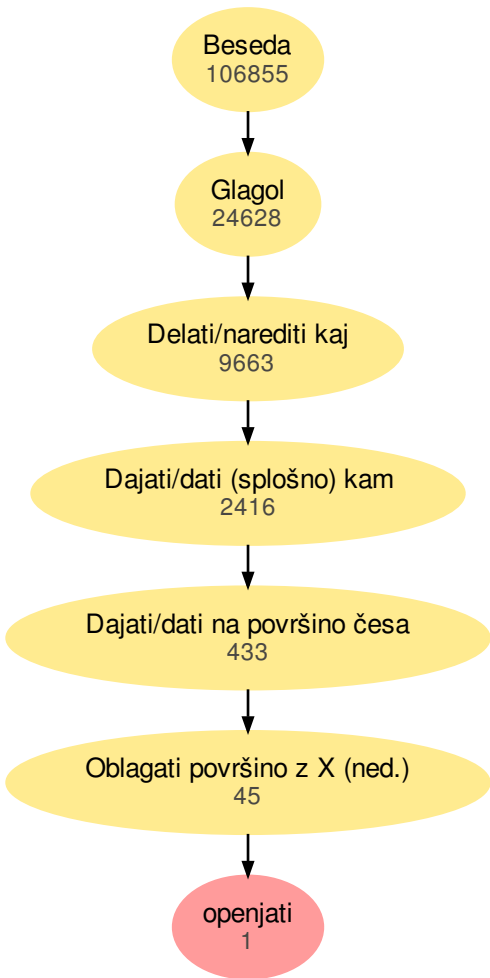 Beseda
106855
Glagol
24628
Delati/narediti kaj
9663
Dajati/dati (splošno) kam
2416
Dajati/dati na površino česa
433
Oblagati površino z X (ned.)
45
openjati
1